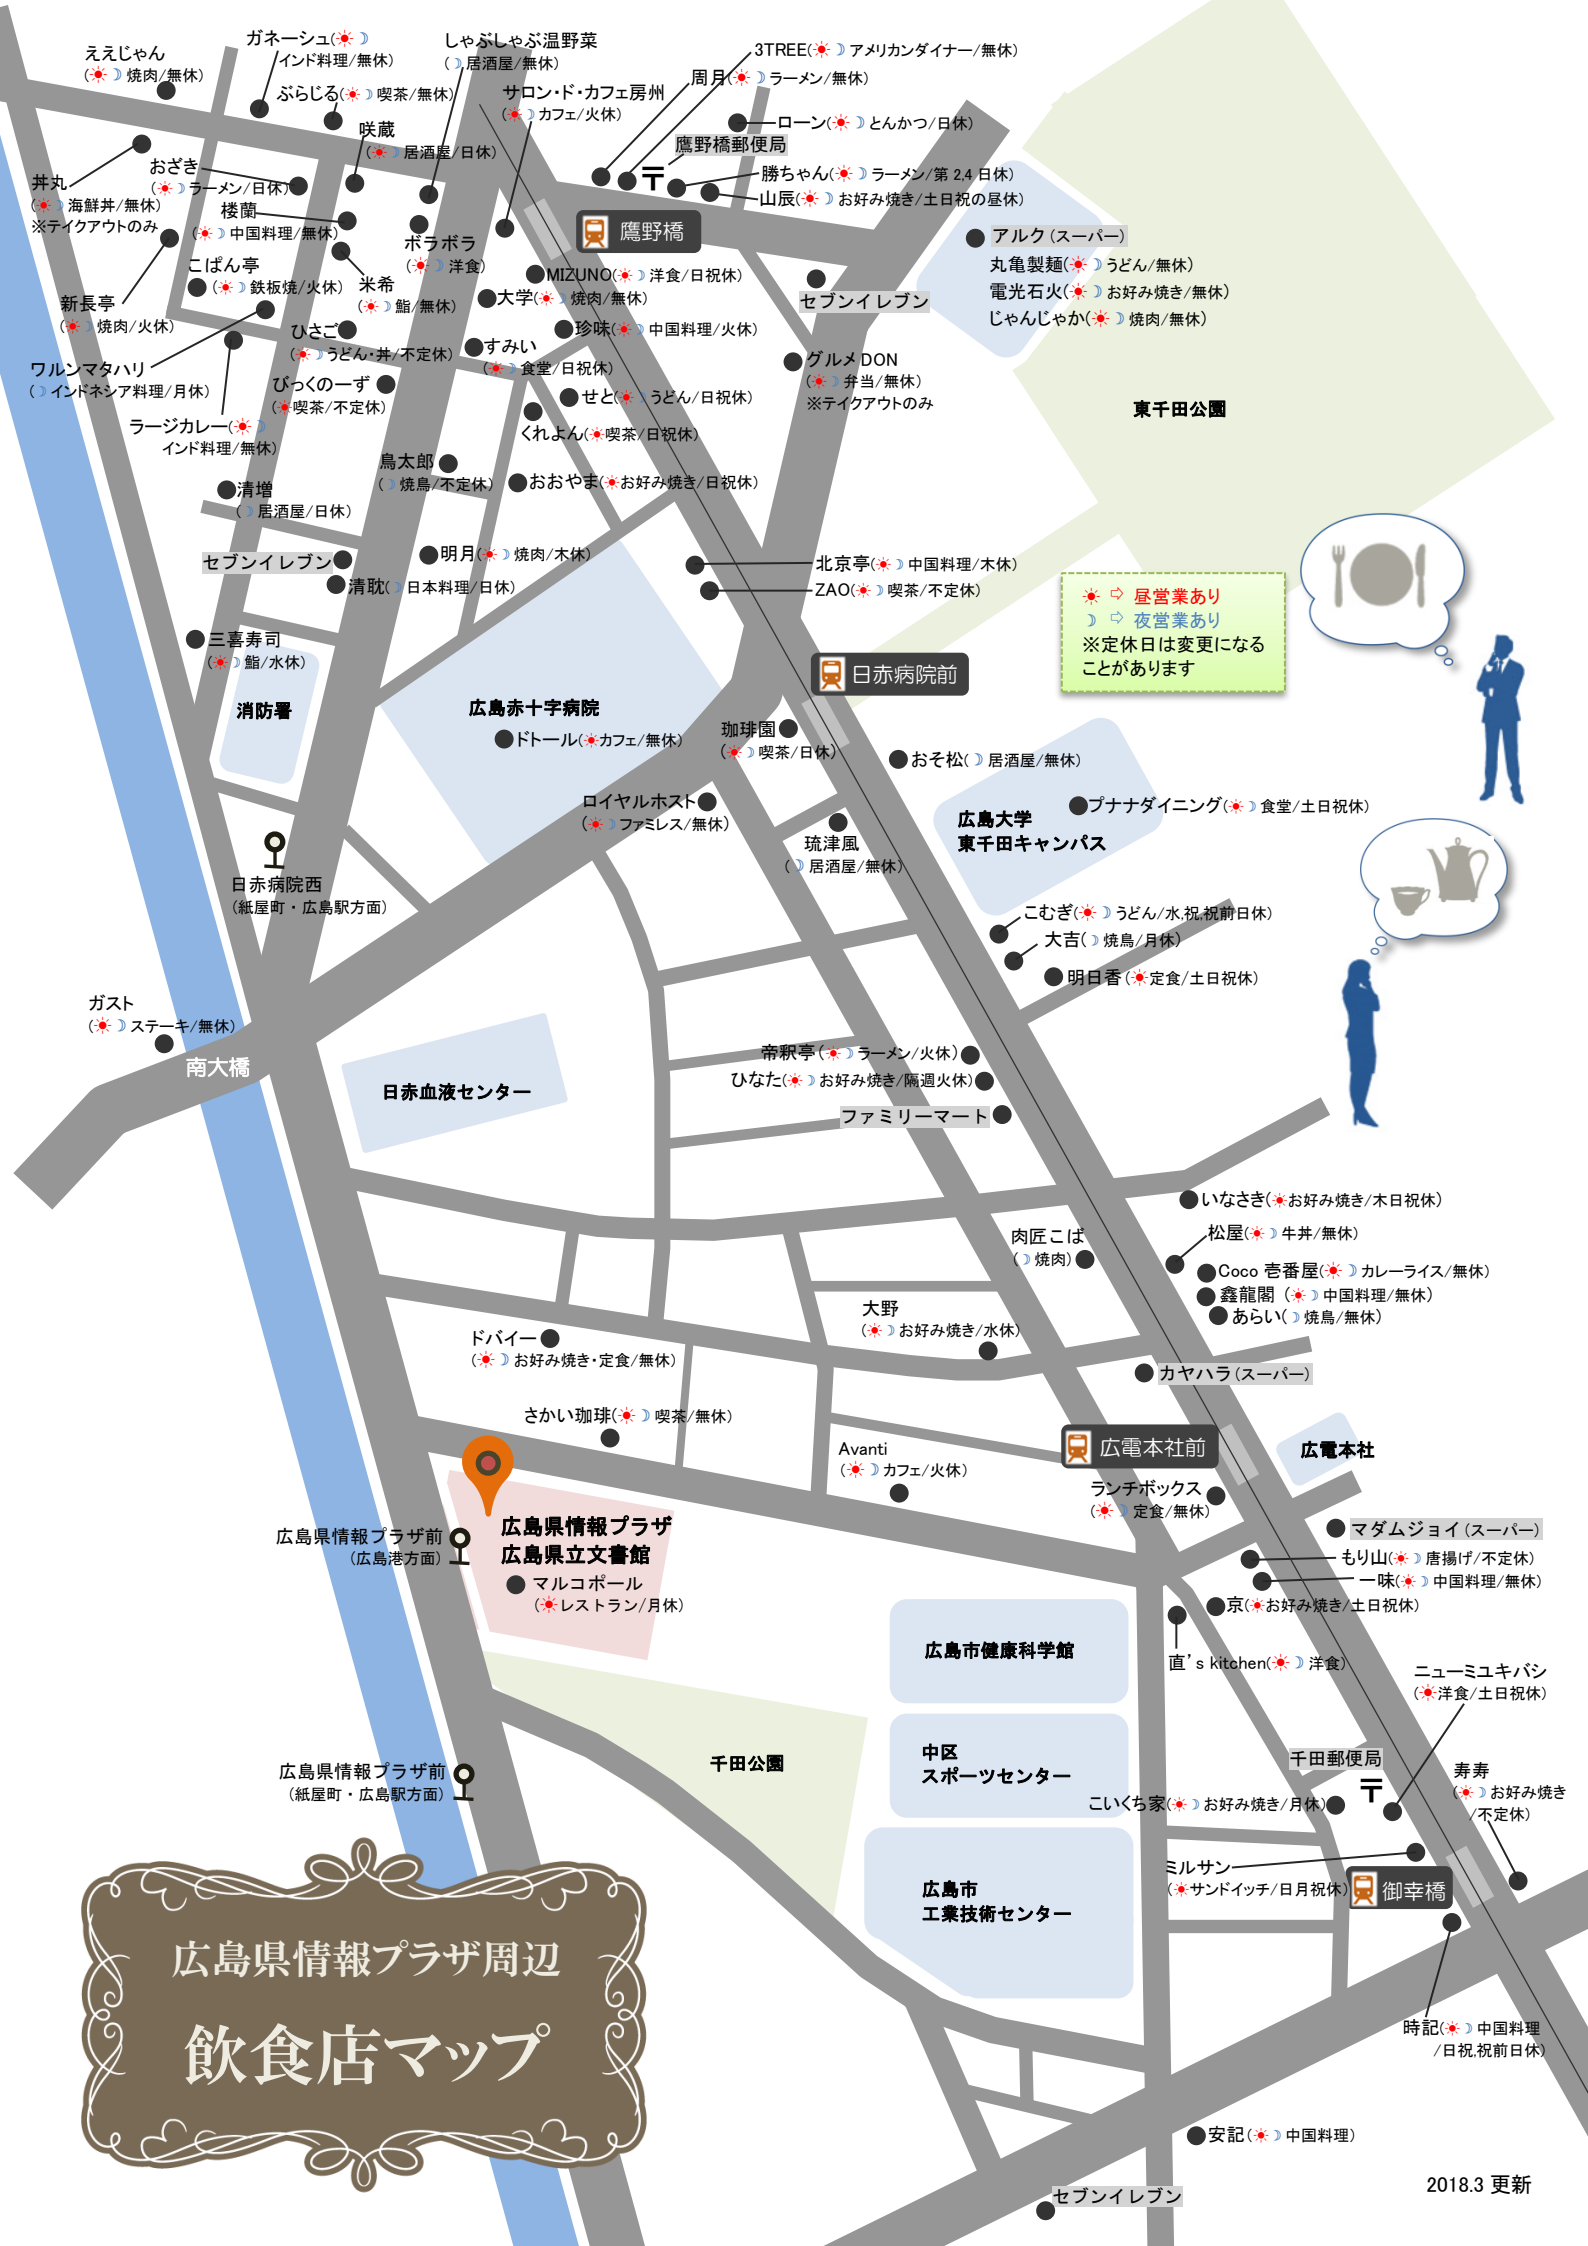 ええじゃん
(☀☽焼肉/無休)
ガネーシュ(☀☽
インド料理/無休)
しゃぶしゃぶ温野菜
(☽居酒屋/無休)
ぶらじる(☀☽喫茶/無休)
サロン・ド・カフェ房州
(☀☽カフェ/火休)
3TREE(☀☽アメリカンダイナー/無休)
周月(☀☽ラーメン/無休)
ローン(☀☽とんかつ/日休)
鷹野橋郵便局
〒
勝ちゃん(☀☽ラーメン/第2,4日休)
山辰(☀☽お好み焼き/土日祝の昼休)
咲蔵
(☀☽居酒屋/日休)
おざき
(☀☽ラーメン/日休)
丼丸
(☀☽海鮮丼/無休)
※テイクアウトのみ
楼蘭
(☀☽中国料理/無休)
鷹野橋
アルク(スーパー)
丸亀製麺(☀☽うどん/無休)
電光石火(☀☽お好み焼き/無休)
じゃんじゃか(☀☽焼肉/無休)
ボラボラ
(☀☽洋食)
こぱん亭
(☀☽鉄板焼/火休)
米希
(☀☽鮨/無休)
新長亭
(☀☽焼肉/火休)
MIZUNO(☀☽洋食/日祝休)
大学(☀☽焼肉/無休)
珍味(☀☽中国料理/火休)
セブンイレブン
ひさご
(☀☽うどん・丼/不定休)
すみい
(☀☽食堂/日祝休)
グルメDON
(☀☽弁当/無休)
※テイクアウトのみ
ワルンマタハリ
(☽インドネシア料理/月休)
びっくのーず
(☀喫茶/不定休)
せと(☀☽うどん/日祝休)
くれよん(☀喫茶/日祝休)
東千田公園
ラージカレー(☀☽
インド料理/無休)
鳥太郎
(☽焼鳥/不定休)
おおやま(☀お好み焼き/日祝休)
清増
(☽居酒屋/日休)
セブンイレブン
明月(☀☽焼肉/木休)
清耽(☽日本料理/日休)
北京亭(☀☽中国料理/木休)
ZAO(☀☽喫茶/不定休)
☀⇨昼営業あり
☽⇨夜営業あり
※定休日は変更になる
ことがあります
三喜寿司
(☀☽鮨/水休)
消防署
広島赤十字病院
ドトール(☀カフェ/無休)
日赤病院前
珈琲園
(☀☽喫茶/日休)
おそ松(☽居酒屋/無休)
ロイヤルホスト
(☀☽ファミレス/無休)
プナナダイニング(☀☽食堂/土日祝休)
広島大学
東千田キャンパス
琉津風
(☽居酒屋/無休)
日赤病院西
(紙屋町・広島駅方面)
こむぎ(☀☽うどん/水,祝,祝前日休)
大吉(☽焼鳥/月休)
明日香(☀定食/土日祝休)
ガスト
(☀☽ステーキ/無休)
南大橋
日赤血液センター
帝釈亭(☀☽ラーメン/火休)
ひなた(☀☽お好み焼き/隔週火休)
ファミリーマート
いなさき(☀お好み焼き/木日祝休)
松屋(☀☽牛丼/無休)
肉匠こば
(☽焼肉)
Coco壱番屋(☀☽カレーライス/無休)
鑫龍閣(☀☽中国料理/無休)
あらい(☽焼鳥/無休)
大野
(☀☽お好み焼き/水休)
ドバイー
(☀☽お好み焼き・定食/無休)
カヤハラ(スーパー)
さかい珈琲(☀☽喫茶/無休)
Avanti
(☀☽カフェ/火休)
広電本社前
広電本社
ランチボックス
(☀☽定食/無休)
広島県情報プラザ
広島県立文書館
マルコポール
(☀レストラン/月休)
広島県情報プラザ前
(広島港方面)
マダムジョイ(スーパー)
もり山(☀☽唐揚げ/不定休)
一味(☀☽中国料理/無休)
京(☀お好み焼き/土日祝休)
直's kitchen(☀☽洋食)
広島市健康科学館
ニューミユキバシ
(☀洋食/土日祝休)
中区
スポーツセンター
千田公園
千田郵便局
〒
寿寿
(☀☽お好み焼き
/不定休)
こいくち家(☀☽お好み焼き/月休)
広島県情報プラザ前
(紙屋町・広島駅方面)
ミルサン
(☀サンドイッチ/日月祝休)
御幸橋
広島市
工業技術センター
時記(☀☽中国料理
/日祝,祝前日休)
広島県情報プラザ周辺
飲食店マップ
安記(☀☽中国料理)
セブンイレブン
2018.3 更新